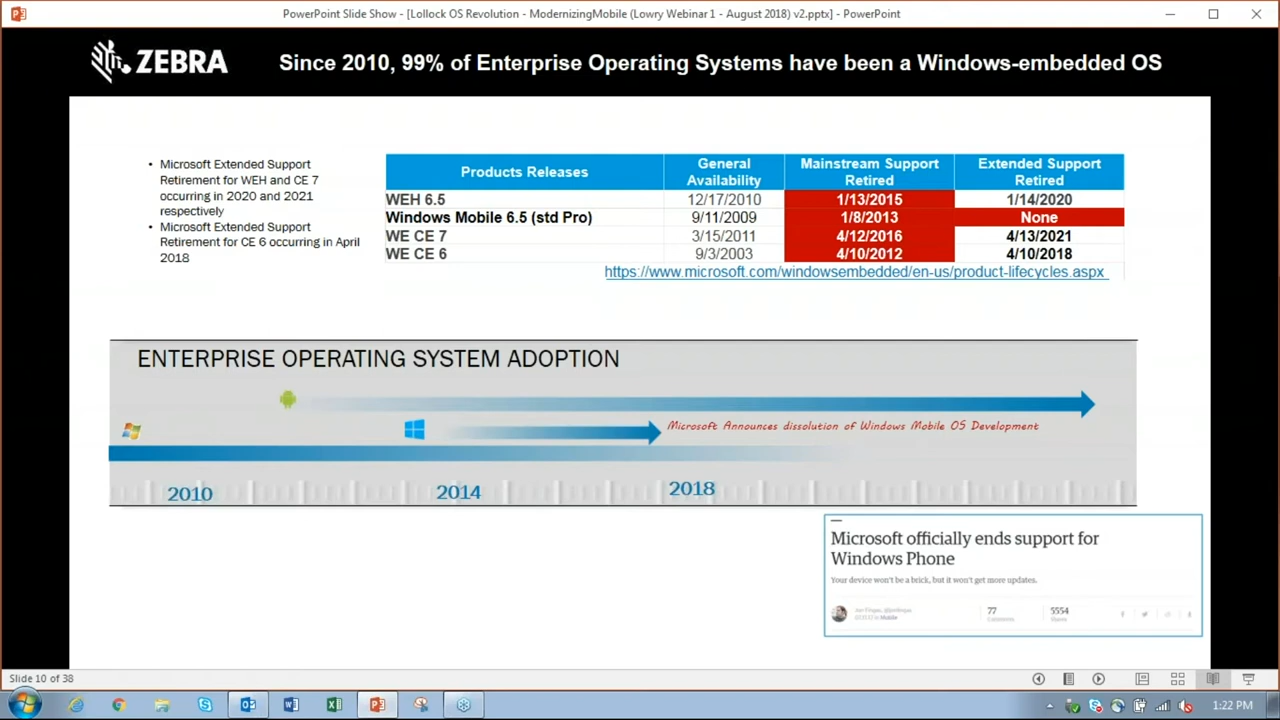 PowerPoint Slide Show - [Lollock OS Revolution - ModernizingMobile (Lowry Webinar 1 - August 2018) v2.pptx] - PowerPoint
ZEBRA
Since 2010, 99% of Enterprise Operating Systems have been a Windows-embedded OS
• Microsoft Extended Support
Retirement for WEH and CE 7
occurring in 2020 and 2021
respectively
• Microsoft Extended Support
Retirement for CE 6 occurring in April
2018
Products Releases General Availability Mainstream Support Retired Extended Support Retired
WEH 6.5 12/17/2010 1/13/2015 1/14/2020
Windows Mobile 6.5 (std Pro) 9/11/2009 1/8/2013 None
WE CE 7 3/15/2011 4/12/2016 4/13/2021
WE CE 6 9/3/2003 4/10/2012 4/10/2018
https://www.microsoft.com/windowsembedded/en-us/product-lifecycles.aspx
ENTERPRISE OPERATING SYSTEM ADOPTION
Microsoft Announces dissolution of Windows Mobile OS Development
2010 2014 2018
Microsoft officially ends support for
Windows Phone
Your device won't be a brick, but it won't get more updates.
77 5554
Slide 10 of 38
1:22 PM